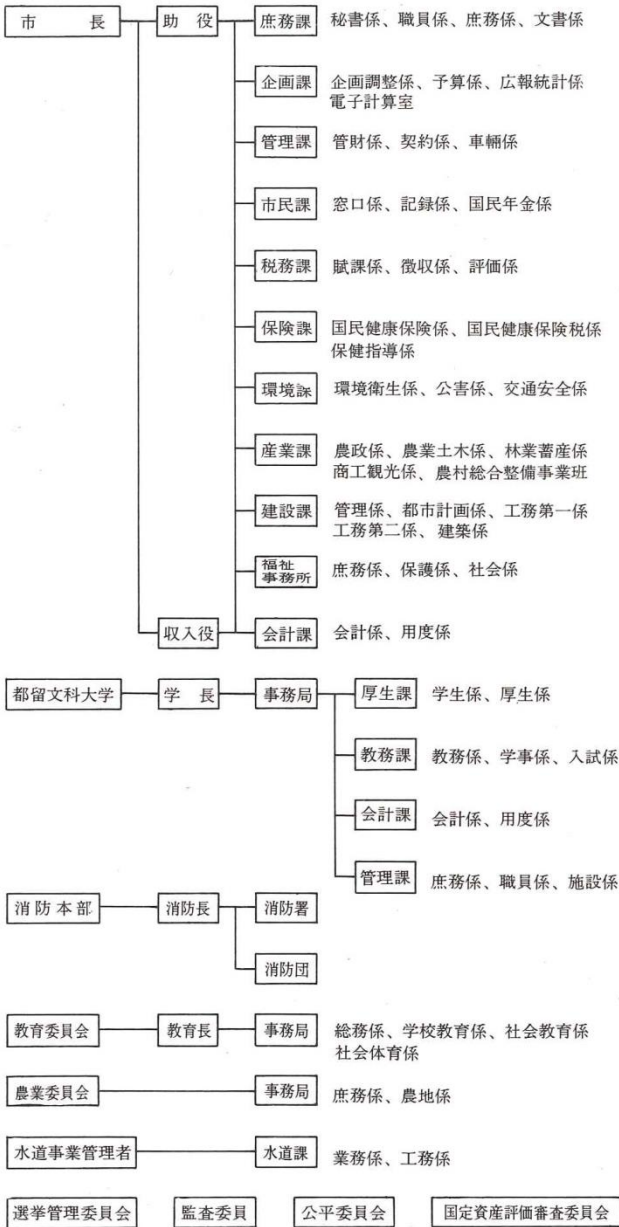 市長 助役 庶務課 秘書係、職員係、庶務係、文書係
企画課 企画調整係、予算係、広報統計係
電子計算室
管理課 管財係、契約係、車輛係
市民課 窓口係、記録係、国民年金係
税務課 賦課係、徴収係、評価係
保険課 国民健康保険係、国民健康保険税係
保健指導係
環境課 環境衛生係、公害係、交通安全係
産業課 農政係、農業土木係、林業蓄産係
商工観光係、農村総合整備事業班
建設課 管理係、都市計画係、工務第一係
工務第二係、建築係
福祉
事務所 庶務係、保護係、社会係
収入役 会計課 会計係、用度係
都留文科大学 学長 事務局 厚生課 学生係、厚生係
教務課 教務係、学事係、入試係
会計課 会計係、用度係
管理課 庶務係、職員係、施設係
消防本部 消防長 消防署
消防団
教育委員会 教育長 事務局 総務係、学校教育係、社会教育係
社会体育係
農業委員会 事務局 庶務係、農地係
水道事業管理者 水道課 業務係、工務係
選挙管理委員会 監査委員 公平委員会 国定資産評価審査委員会